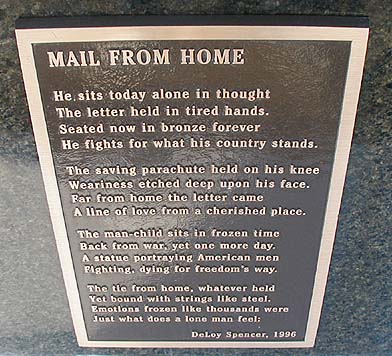 MAIL FROM HOME
He sits today alone in thought
The letter held in tired hands.
Seated now in bronze forever
He fights for what his country stands.
The saving parachute held on his knee
Weariness etched deep upon his face.
Far from home the letter came
A line of love from a cherished place.
The man-child sits in frozen time
Back from war, yet one more day.
A statue portraying American men
Fighting, dying for freedom's way.
The tie from home, whatever held
Yet bound with strings like steel.
Emotions frozen like thousands were
Just what does a lone man feel:
DeLoy Spencer, 1996